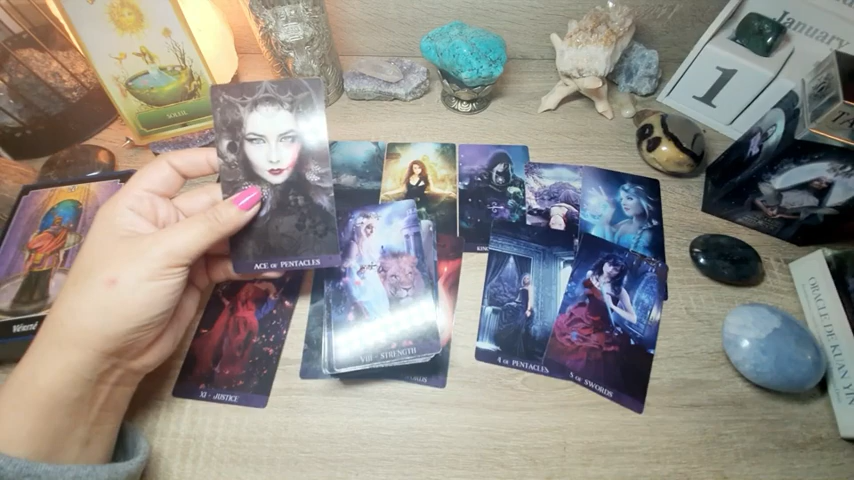 SOLEIL
January
1
ACE OF PENTACLES
VIII - STRENGTH
XI - JUSTICE
4 OF PENTACLES
5 OF SWORDS
ORACLE DE KUAN YIN